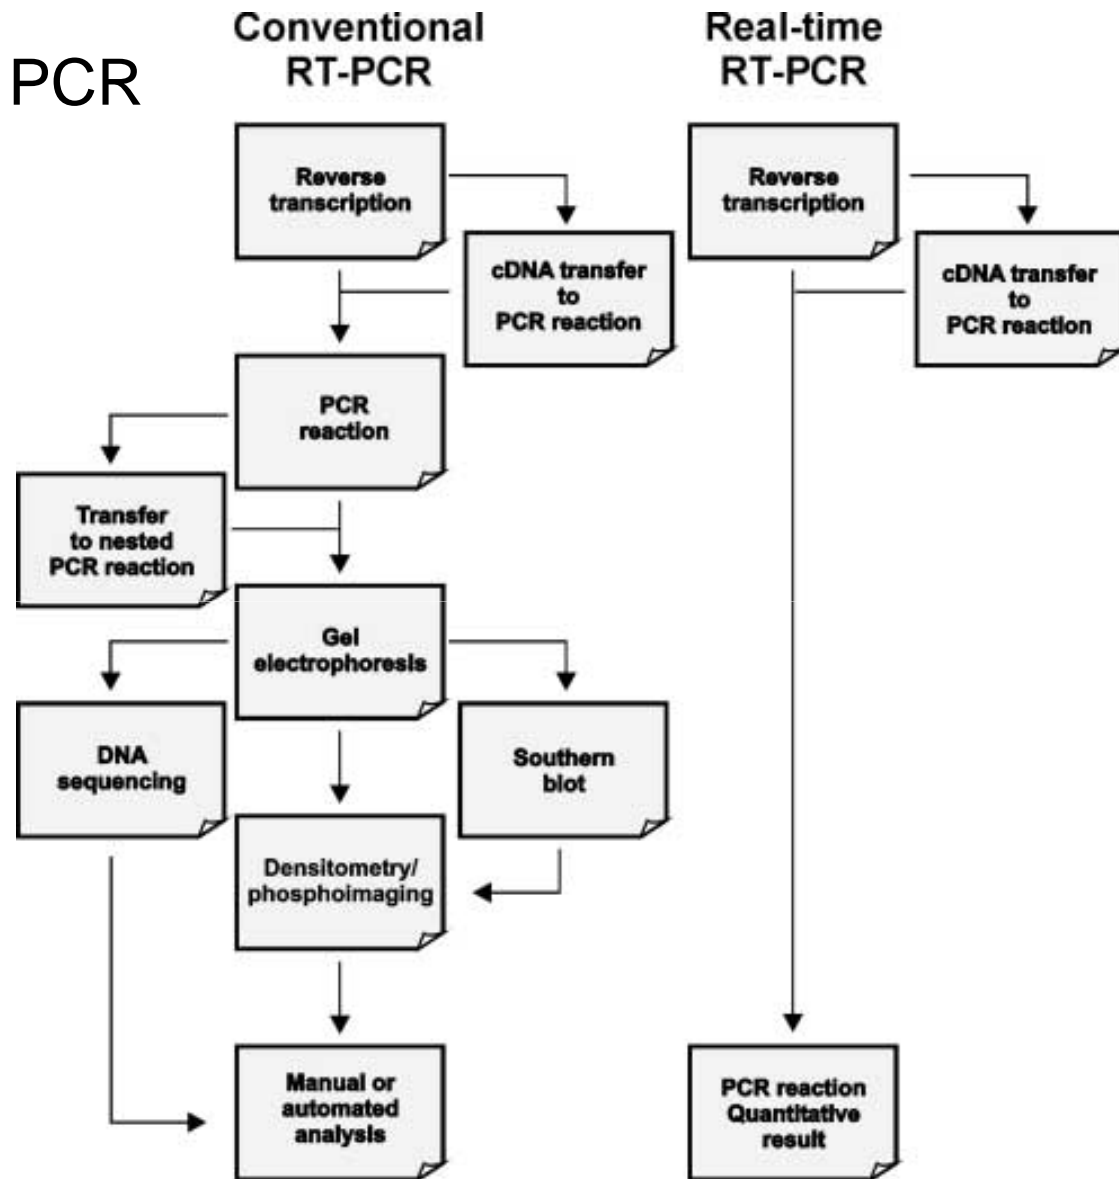 PCR
Conventional
RT-PCR
Reverse
transcription
cDNA transfer
to
PCR reaction
PCR
reaction
Transfer
to nested
PCR reaction
Gel
electrophoresis
DNA
sequencing
Southern
blot
Densitometry/
phosphoimaging
Manual or
automated
analysis
Real-time
RT-PCR
Reverse
transcription
cDNA transfer
to
PCR reaction
PCR reaction
Quantitative
result